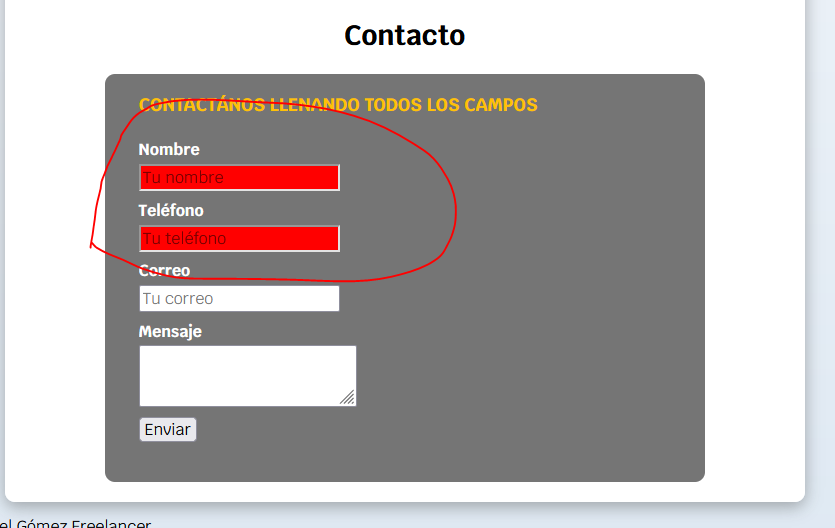 Contacto
CONTACTÁNOS LLENANDO TODOS LOS CAMPOS
Nombre
Tu nombre
Teléfono
Tu teléfono
Correo
Tu correo
Mensaje
Enviar
el Gómez Freelancer